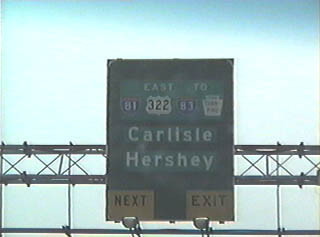 EAST TO
81 322 83
Carlisle
Hershey
NEXT EXIT